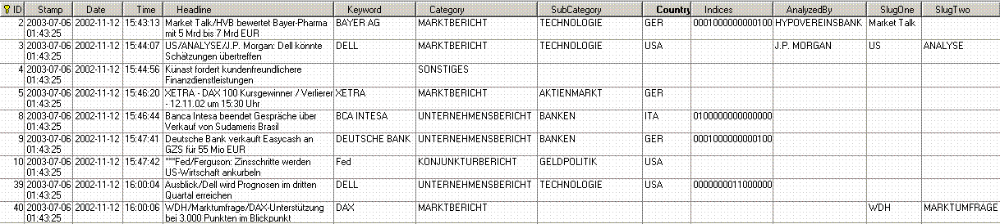 ID Stamp Date Time Headline Keyword Category SubCategory Country Indices AnalyzedBy SlugOne SlugTwo
2 2003-07-06 2002-11-12 15:43:13 Market Talk/HVB bewertet Bayer-Pharma BAYER AG MARKTBERICHT TECHNOLOGIE GER 0001000000000100 HYPOVEREINSBANK Market Talk
01:43:25 mit 5 Mrd bis 7 Mrd EUR
3 2003-07-06 2002-11-12 15:44:07 US/ANALYSE/J.P. Morgan: Dell könnte DELL MARKTBERICHT TECHNOLOGIE USA J.P. MORGAN US ANALYSE
01:43:25 Schätzungen übertreffen
4 2003-07-06 2002-11-12 15:44:56 Künast fordert kundenfreundlichere SONSTIGES
01:43:25 Finanzdienstleistungen
5 2003-07-06 2002-11-12 15:46:20 XETRA - DAX 100 Kursgewinner / Verlierer XETRA MARKTBERICHT AKTIENMARKT GER
01:43:25 - 12.11.02 um 15:30 Uhr
8 2003-07-06 2002-11-12 15:46:44 Banca Intesa beendet Gespräche über BCA INTESA UNTERNEHMENSBERICHT BANKEN ITA 0100000000000000
01:43:25 Verkauf von Sudameris Brasil
9 2003-07-06 2002-11-12 15:47:41 Deutsche Bank verkauft Easycash an DEUTSCHE BANK UNTERNEHMENSBERICHT BANKEN GER 0001000000000100
01:43:25 GZS für 55 Mio EUR
10 2003-07-06 2002-11-12 15:47:42 ***Fed/Ferguson: Zinsschritte werden Fed KONJUNKTURBERICHT GELDPOLITIK USA
01:43:25 US-Wirtschaft ankurbeln
39 2003-07-06 2002-11-12 16:00:04 Ausblick/Dell wird Prognosen im dritten DELL UNTERNEHMENSBERICHT TECHNOLOGIE USA 0000000011000000
01:43:25 Quartal erreichen
40 2003-07-06 2002-11-12 16:00:06 WDH/Marktumfrage/DAX-Unterstützung DAX MARKTBERICHT WDH MARKTUMFRAGE
01:43:25 bei 3.000 Punkten im Blickpunkt